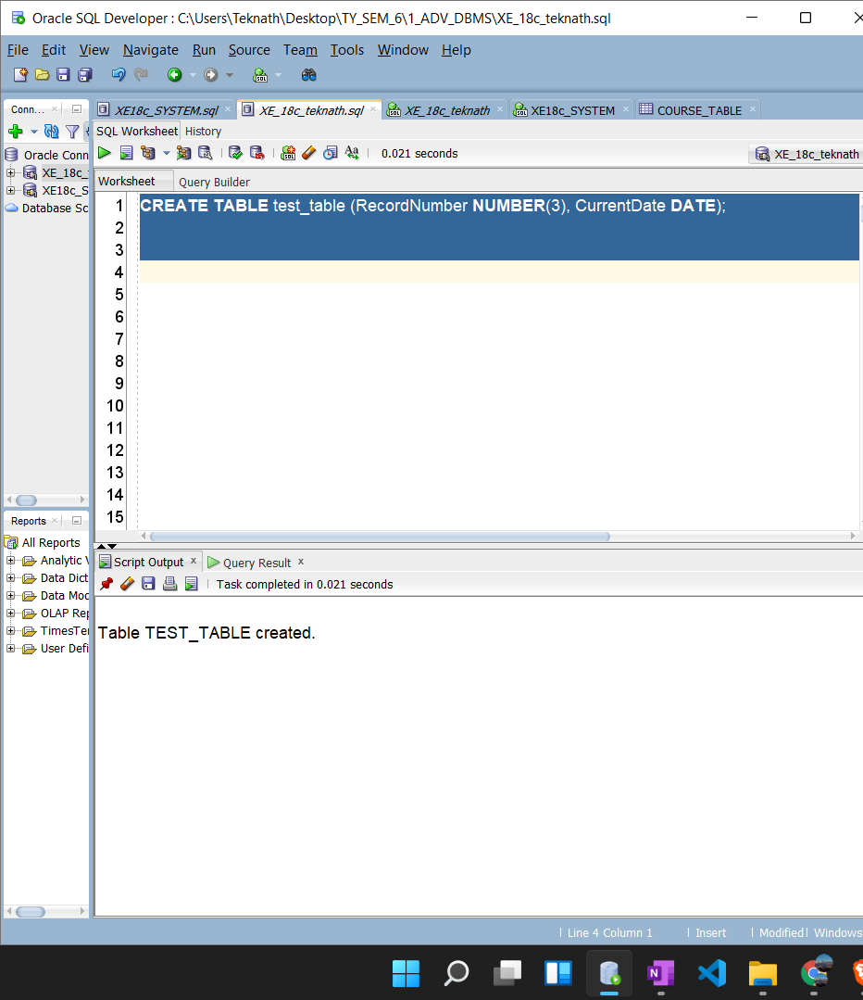 Oracle SQL Developer : C:\Users\Teknath\Desktop\TY_SEM_6\1_ADV_DBMS\XE_18c_teknath.sql
File Edit View Navigate Run Source Team Tools Window Help
Conn...
XE18c_SYSTEM.sql XE_18c_teknath.sql XE_18c_teknath XE18c_SYSTEM COURSE_TABLE
SQL Worksheet History
0.021 seconds
XE_18c_teknath
Oracle Conn
XE_18c_
XE18c_S
Database Sc
Worksheet Query Builder
1 CREATE TABLE test_table (RecordNumber NUMBER(3), CurrentDate DATE);
2
3
4
5
6
7
8
9
10
11
12
13
14
15
Reports
All Reports
Analytic V
Data Dict
Data Mod
OLAP Rep
TimesTe
User Defi
Script Output Query Result
Task completed in 0.021 seconds
Table TEST_TABLE created.
Line 4 Column 1 Insert Modified Windows